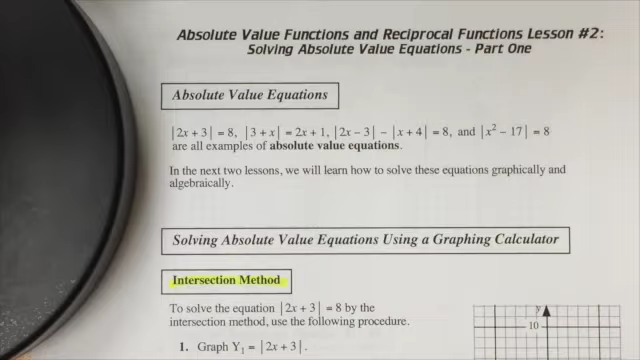 Absolute Value Functions and Reciprocal Functions Lesson #2:
Solving Absolute Value Equations - Part One
Absolute Value Equations
|2x + 3| = 8, |3 + x| = 2x + 1, |2x − 3| − |x + 4| = 8, and |x² − 17| = 8
are all examples of absolute value equations.
In the next two lessons, we will learn how to solve these equations graphically and
algebraically.
Solving Absolute Value Equations Using a Graphing Calculator
Intersection Method
To solve the equation |2x + 3| = 8 by the
intersection method, use the following procedure.
1. Graph Y₁ = |2x + 3|.
y
10